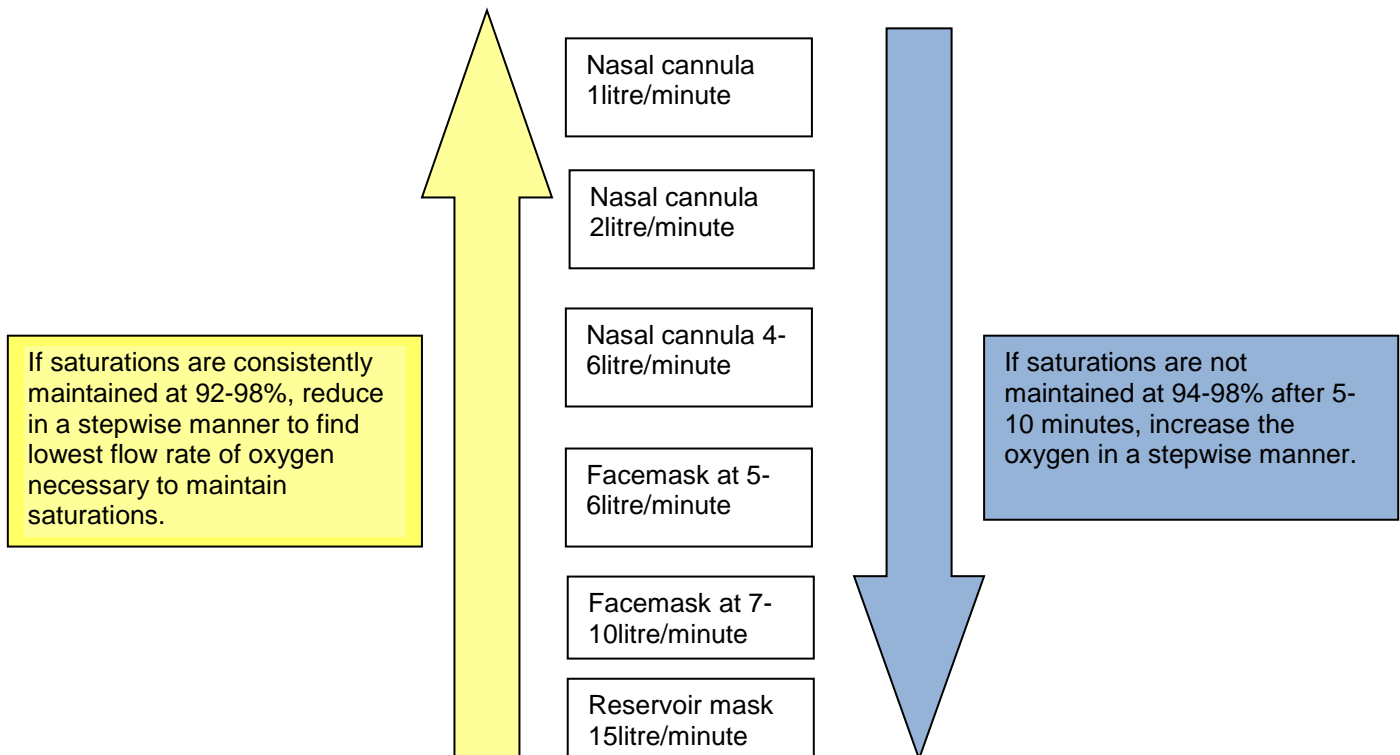 Nasal cannula
1litre/minute
Nasal cannula
2litre/minute
Nasal cannula 4-
6litre/minute
If saturations are consistently
maintained at 92-98%, reduce
in a stepwise manner to find
lowest flow rate of oxygen
necessary to maintain
saturations.
If saturations are not
maintained at 94-98% after 5-
10 minutes, increase the
oxygen in a stepwise manner.
Facemask at 5-
6litre/minute
Facemask at 7-
10litre/minute
Reservoir mask
15litre/minute